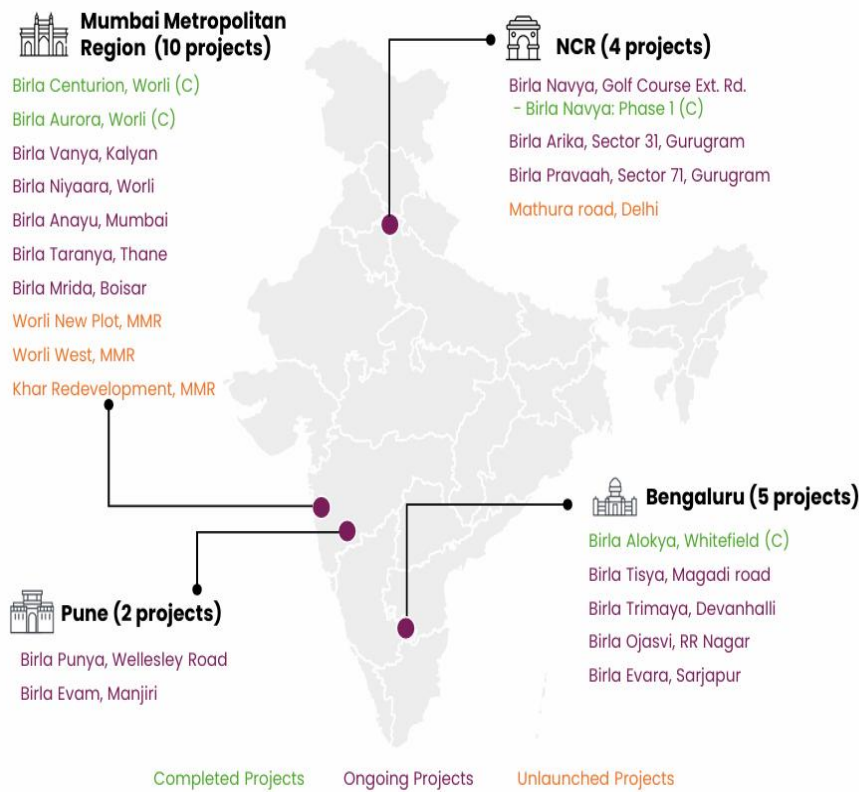 Mumbai Metropolitan
Region (10 projects)
Birla Centurion, Worli (C)
Birla Aurora, Worli (C)
Birla Vanya, Kalyan
Birla Niyaara, Worli
Birla Anayu, Mumbai
Birla Taranya, Thane
Birla Mrida, Boisar
Worli New Plot, MMR
Worli West, MMR
Khar Redevelopment, MMR
NCR (4 projects)
Birla Navya, Golf Course Ext. Rd.
- Birla Navya: Phase 1 (C)
Birla Arika, Sector 31, Gurugram
Birla Pravaah, Sector 71, Gurugram
Mathura road, Delhi
Pune (2 projects)
Birla Punya, Wellesley Road
Birla Evam, Manjiri
Bengaluru (5 projects)
Birla Alokya, Whitefield (C)
Birla Tisya, Magadi road
Birla Trimaya, Devanhalli
Birla Ojasvi, RR Nagar
Birla Evara, Sarjapur
Completed Projects Ongoing Projects Unlaunched Projects